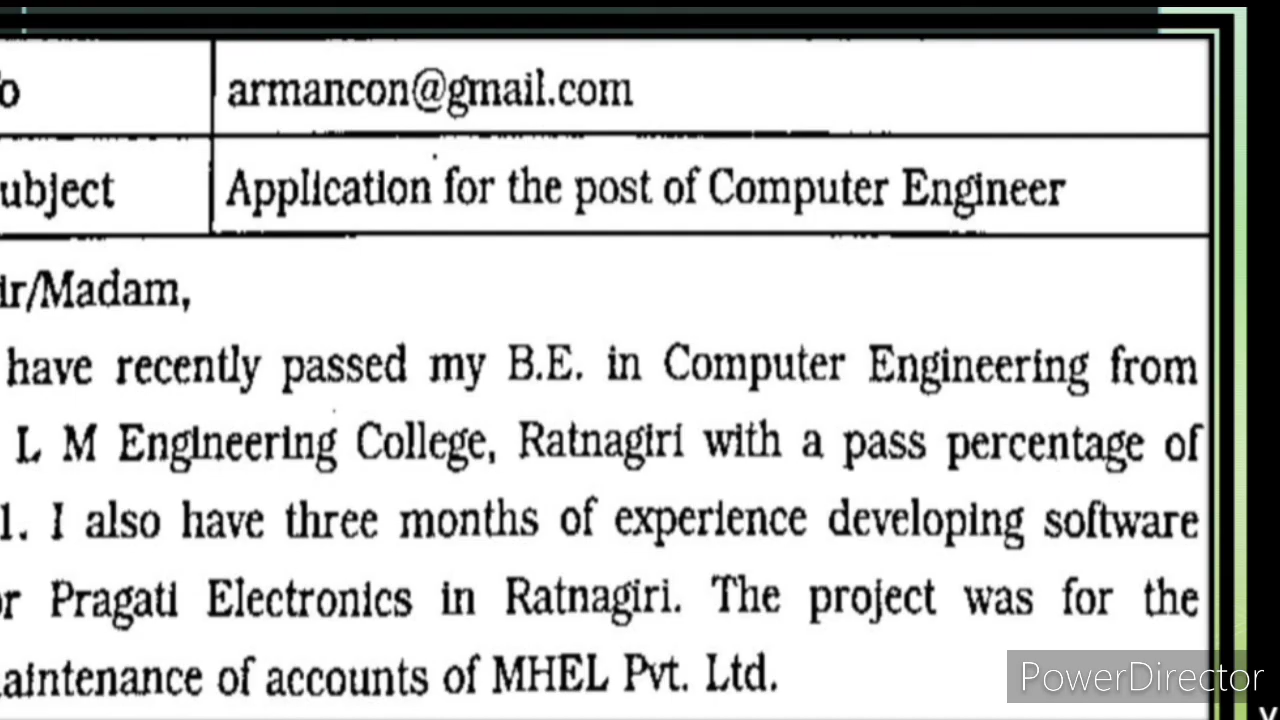 o armancon@gmail.com
ubject Application for the post of Computer Engineer
ir/Madam,
have recently passed my B.E. in Computer Engineering from
L M Engineering College, Ratnagiri with a pass percentage of
1. I also have three months of experience developing software
or Pragati Electronics in Ratnagiri. The project was for the
aintenance of accounts of MHEL Pvt. Ltd.
PowerDirector